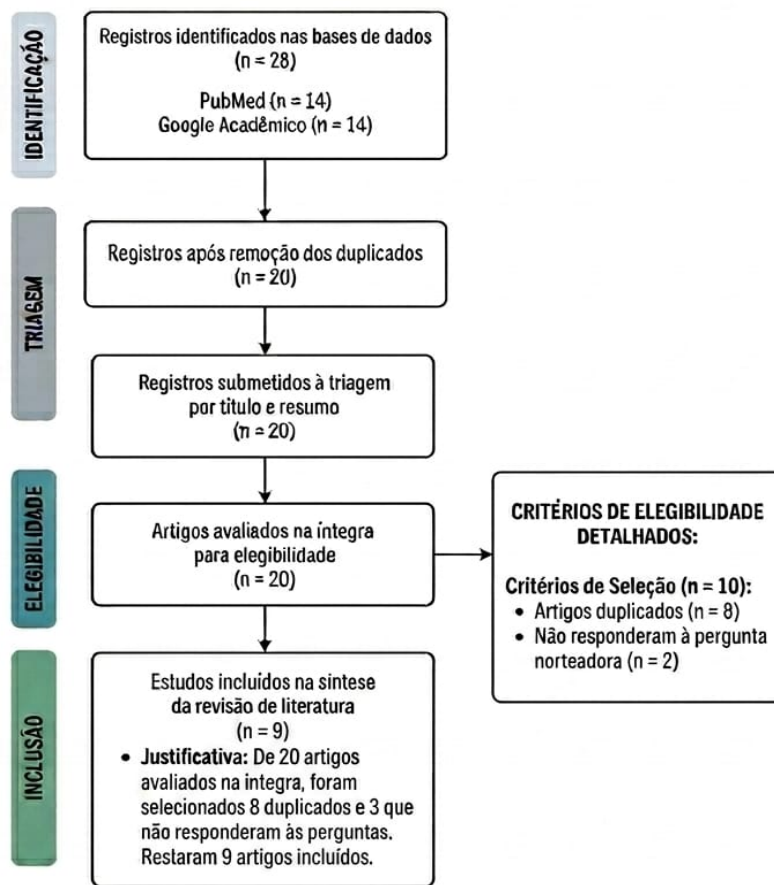 IDENTIFICAÇÃO
Registros identificados nas bases de dados
(n = 28)
PubMed (n = 14)
Google Acadêmico (n = 14)
TRIAGEM
Registros após remoção dos duplicados
(n = 20)
Registros submetidos à triagem
por titulo e resumo
(n = 20)
ELEGIBILIDADE
Artigos avaliados na íntegra
para elegibilidade
(n = 20)
CRITÉRIOS DE ELEGIBILIDADE
DETALHADOS:
Critérios de Seleção (n = 10):
• Artigos duplicados (n = 8)
• Não responderam à pergunta
norteadora (n = 2)
INCLUSÃO
Estudos incluídos na síntese
da revisão de literatura
(n = 9)
• Justificativa: De 20 artigos
avaliados na íntegra, foram
selecionados 8 duplicados e 3 que
não responderam às perguntas.
Restaram 9 artigos incluídos.